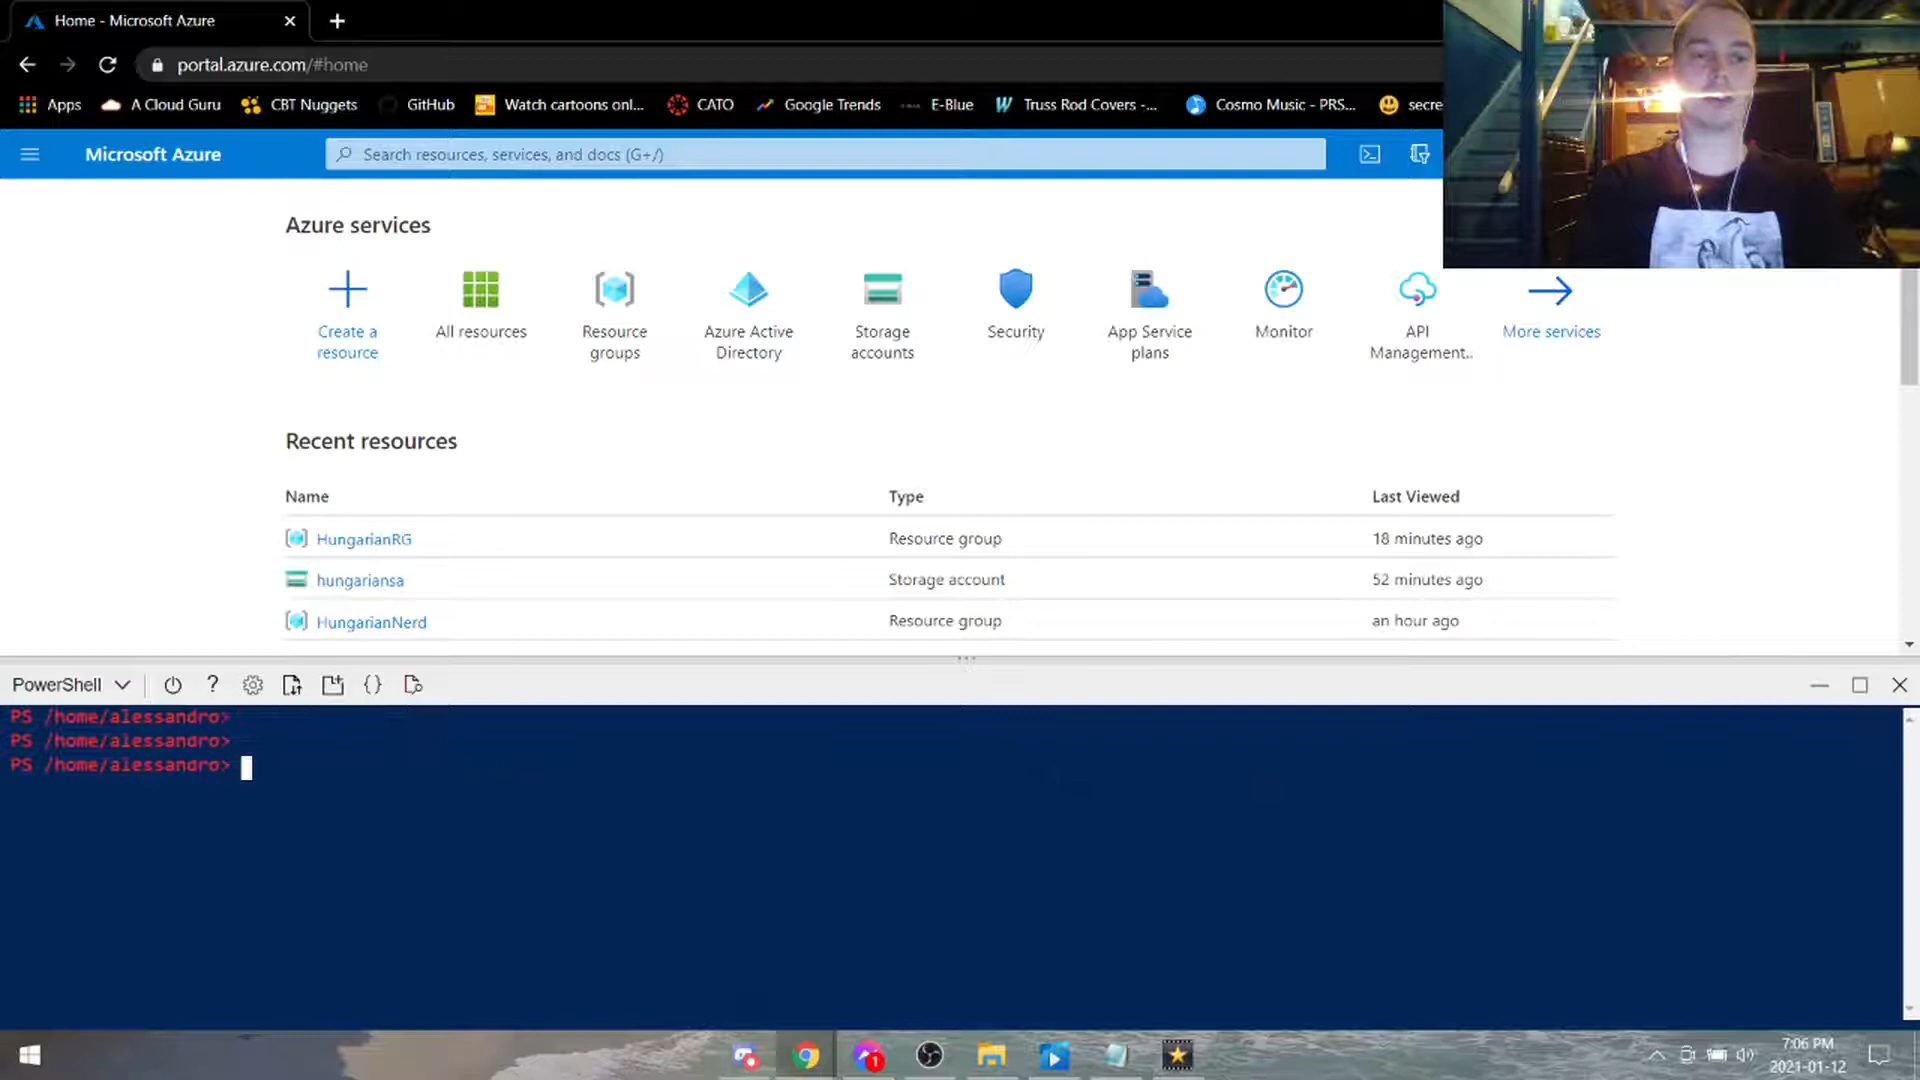 Home - Microsoft Azure
portal.azure.com/#home
Apps A Cloud Guru CBT Nuggets GitHub Watch cartoons onl... CATO Google Trends E-Blue Truss Rod Covers -... Cosmo Music - PRS... secre
Microsoft Azure
Search resources, services, and docs (G+/)
Azure services
Create a resource
All resources
Resource groups
Azure Active Directory
Storage accounts
Security
App Service plans
Monitor
API Management..
More services
Recent resources
Name Type Last Viewed
HungarianRG Resource group 18 minutes ago
hungariansa Storage account 52 minutes ago
HungarianNerd Resource group an hour ago
PowerShell
PS /home/alessandro>
PS /home/alessandro>
PS /home/alessandro>
1
7:06 PM
2021-01-12